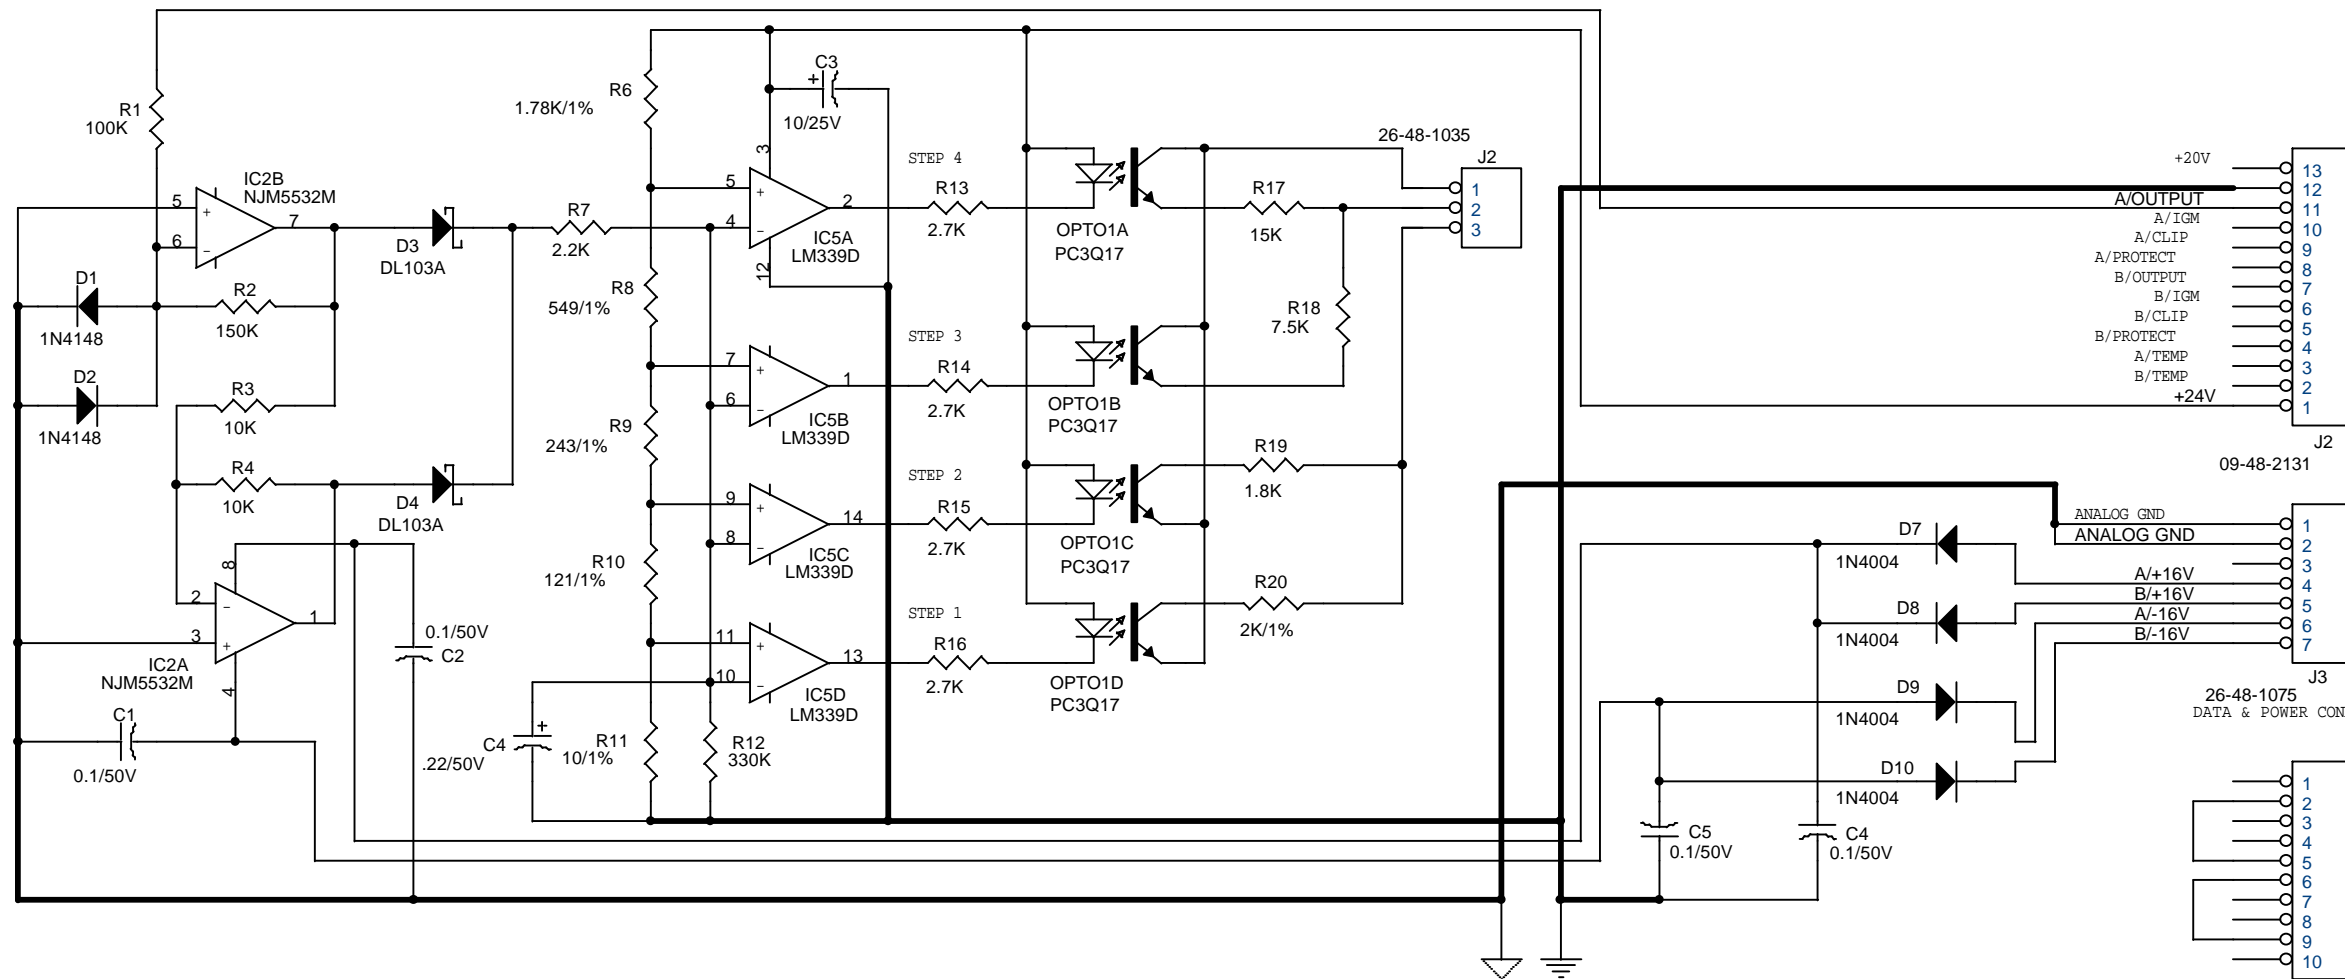 R1
100K
IC2B
NJM5532M
5
+
6
−
7
D1
1N4148
D2
1N4148
R2
150K
R3
10K
R4
10K
D3
DL103A
D4
DL103A
8
2
−
3
+
1
4
IC2A
NJM5532M
0.1/50V
C2
C1
0.1/50V
R7
2.2K
R6
1.78K/1%
R8
549/1%
R9
243/1%
R10
121/1%
R11
10/1%
R12
330K
C4
+
.22/50V
C3
+
10/25V
3
5
+
4
−
2
12
IC5A
LM339D
7
+
6
−
1
IC5B
LM339D
9
+
8
−
14
IC5C
LM339D
11
+
10
−
13
IC5D
LM339D
STEP 4
R13
2.7K
STEP 3
R14
2.7K
STEP 2
R15
2.7K
STEP 1
R16
2.7K
OPTO1A
PC3Q17
OPTO1B
PC3Q17
OPTO1C
PC3Q17
OPTO1D
PC3Q17
R17
15K
R18
7.5K
R19
1.8K
R20
2K/1%
26-48-1035
J2
1
2
3
+20V
A/OUTPUT
A/IGM
A/CLIP
A/PROTECT
B/OUTPUT
B/IGM
B/CLIP
B/PROTECT
A/TEMP
B/TEMP
+24V
13
12
11
10
9
8
7
6
5
4
3
2
1
J2
09-48-2131
ANALOG GND
ANALOG GND
A/+16V
B/+16V
A/-16V
B/-16V
1
2
3
4
5
6
7
J3
26-48-1075
DATA & POWER CON
D7
1N4004
D8
1N4004
D9
1N4004
D10
1N4004
C5
0.1/50V
C4
0.1/50V
1
2
3
4
5
6
7
8
9
10